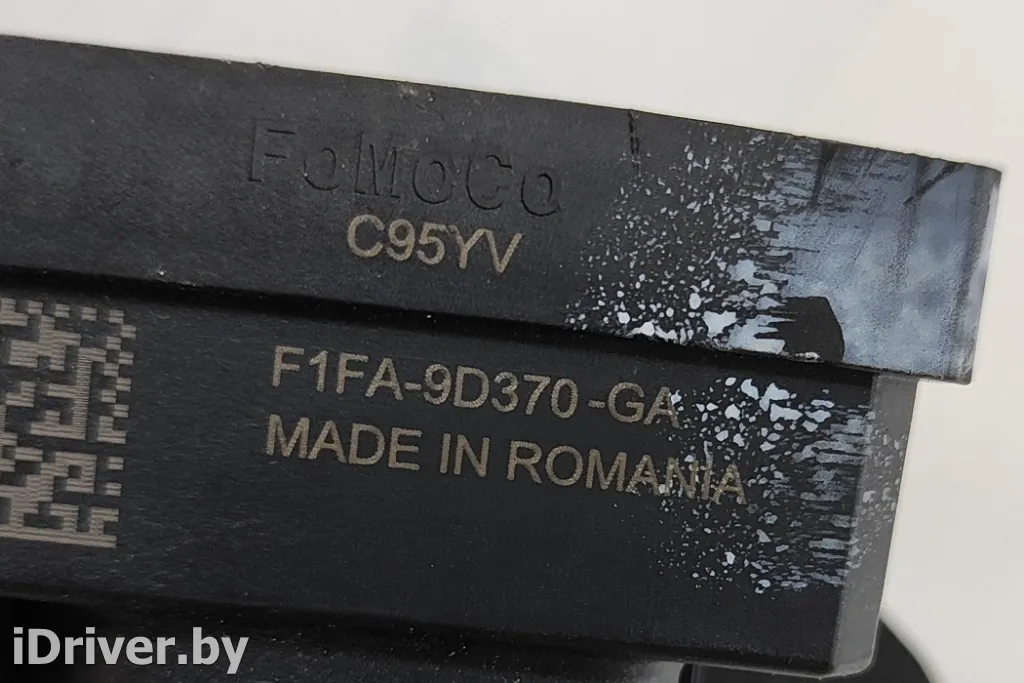 FoMoCo
C95YV
F1FA-9D370-GA
MADE IN ROMANIA
iDriver.by